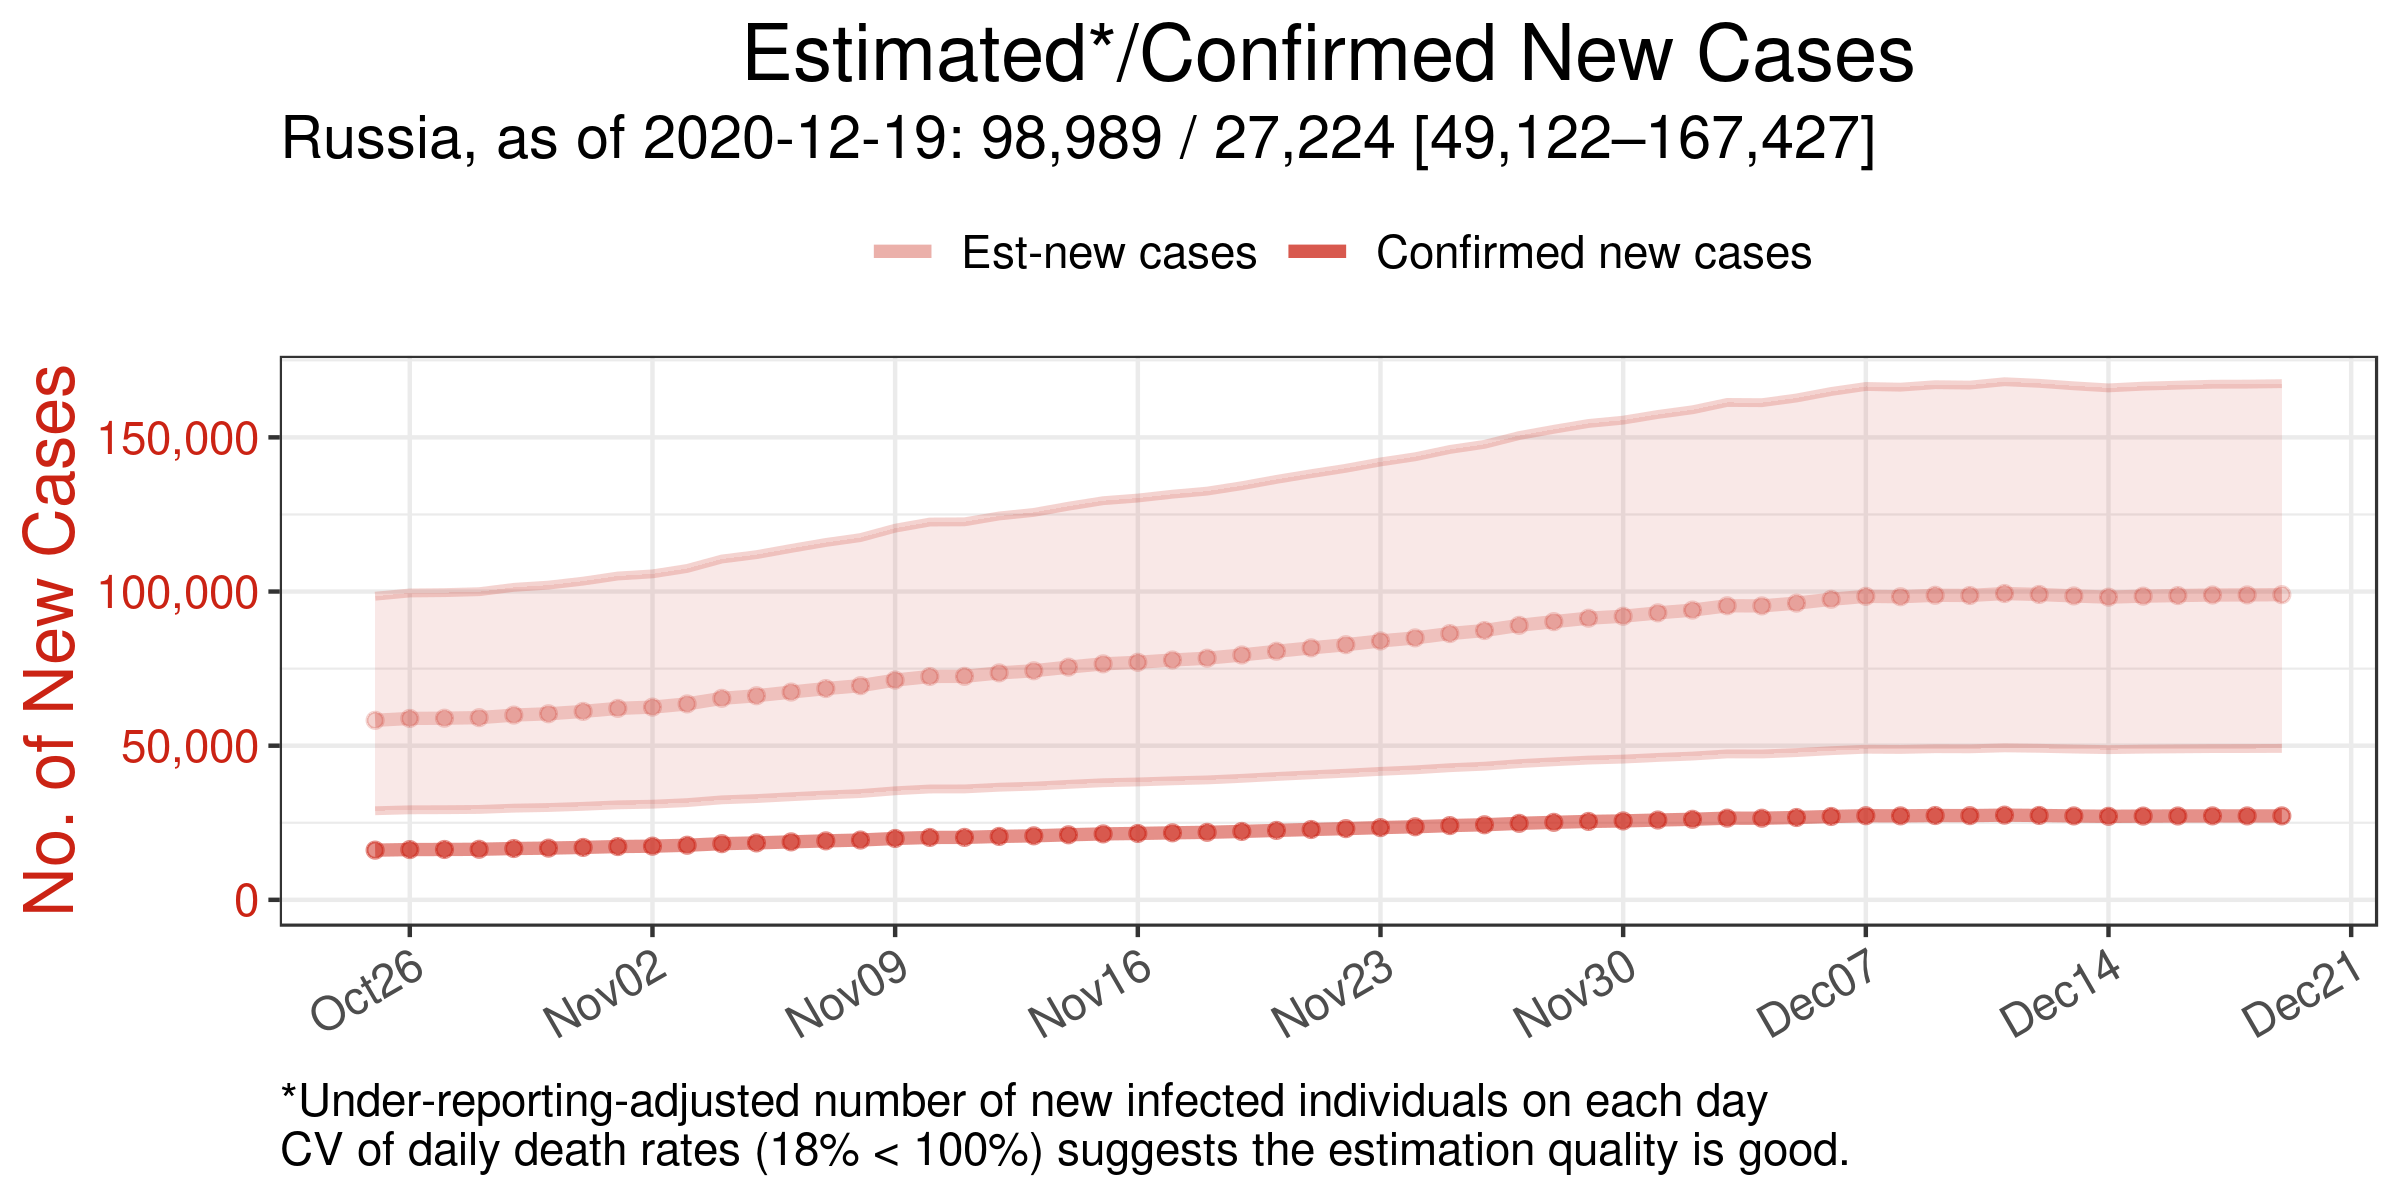 Estimated*/Confirmed New Cases
Russia, as of 2020-12-19: 98,989 / 27,224 [49,122–167,427]
Est-new cases
Confirmed new cases
No. of New Cases
150,000
100,000
50,000
0
Oct26
Nov02
Nov09
Nov16
Nov23
Nov30
Dec07
Dec14
Dec21
*Under-reporting-adjusted number of new infected individuals on each day
CV of daily death rates (18% < 100%) suggests the estimation quality is good.